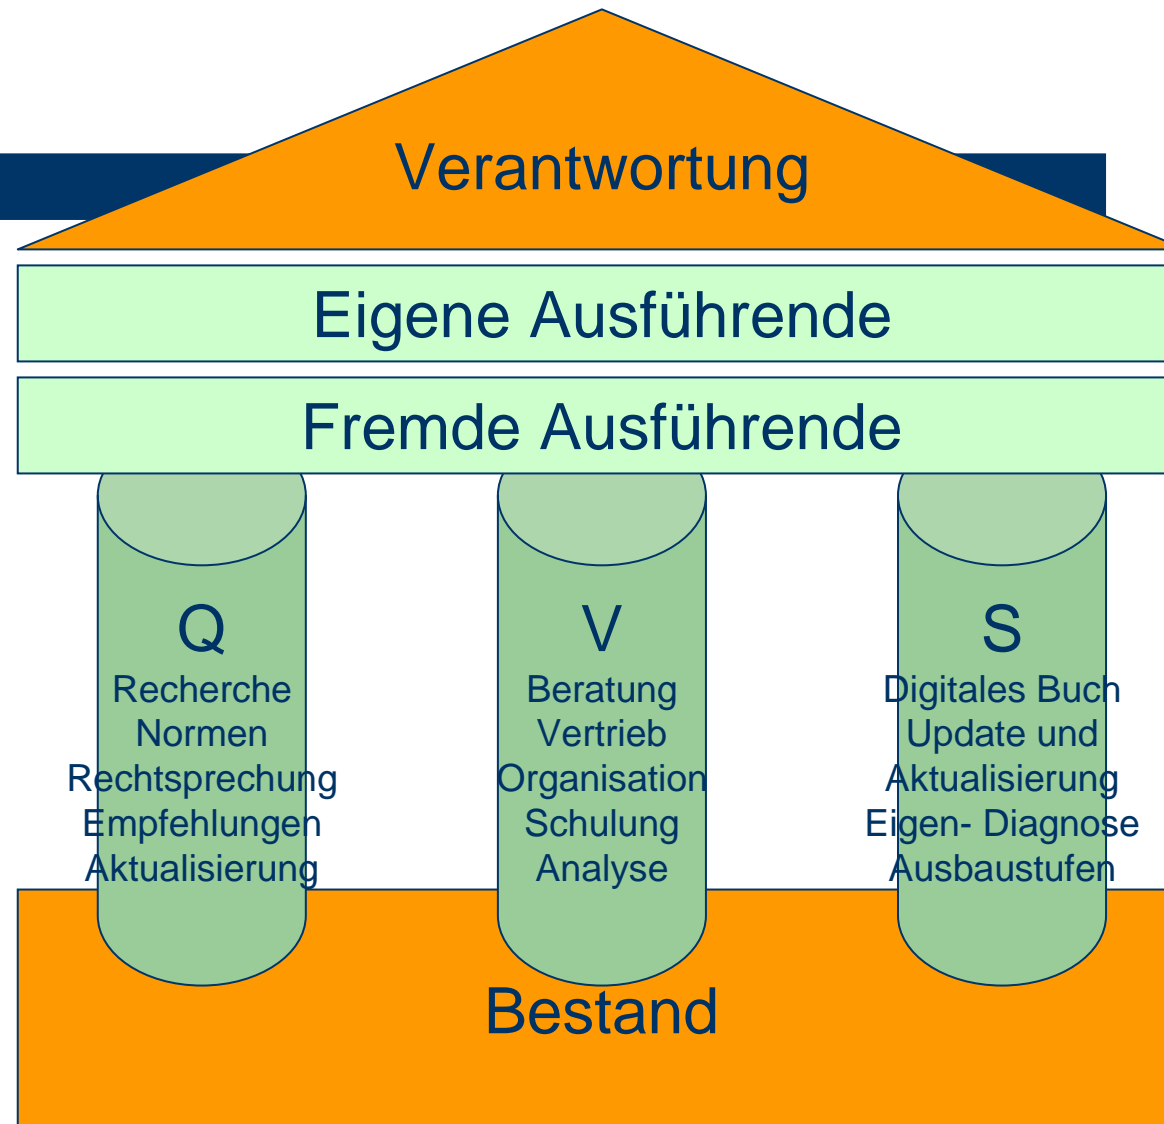 Verantwortung
Eigene Ausführende
Fremde Ausführende
Q
Recherche
Normen
Rechtsprechung
Empfehlungen
Aktualisierung
V
Beratung
Vertrieb
Organisation
Schulung
Analyse
S
Digitales Buch
Update und
Aktualisierung
Eigen- Diagnose
Ausbaustufen
Bestand